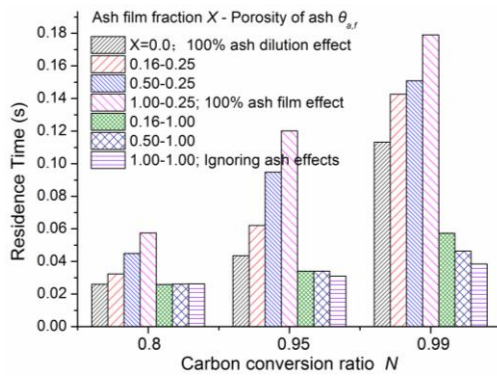 Ash film fraction X - Porosity of ash θa,f
X=0.0; 100% ash dilution effect
0.16-0.25
0.50-0.25
1.00-0.25; 100% ash film effect
0.16-1.00
0.50-1.00
1.00-1.00; Ignoring ash effects
Residence Time (s)
0.18
0.16
0.14
0.12
0.10
0.08
0.06
0.04
0.02
0.00
0.8 0.95 0.99
Carbon conversion ratio N